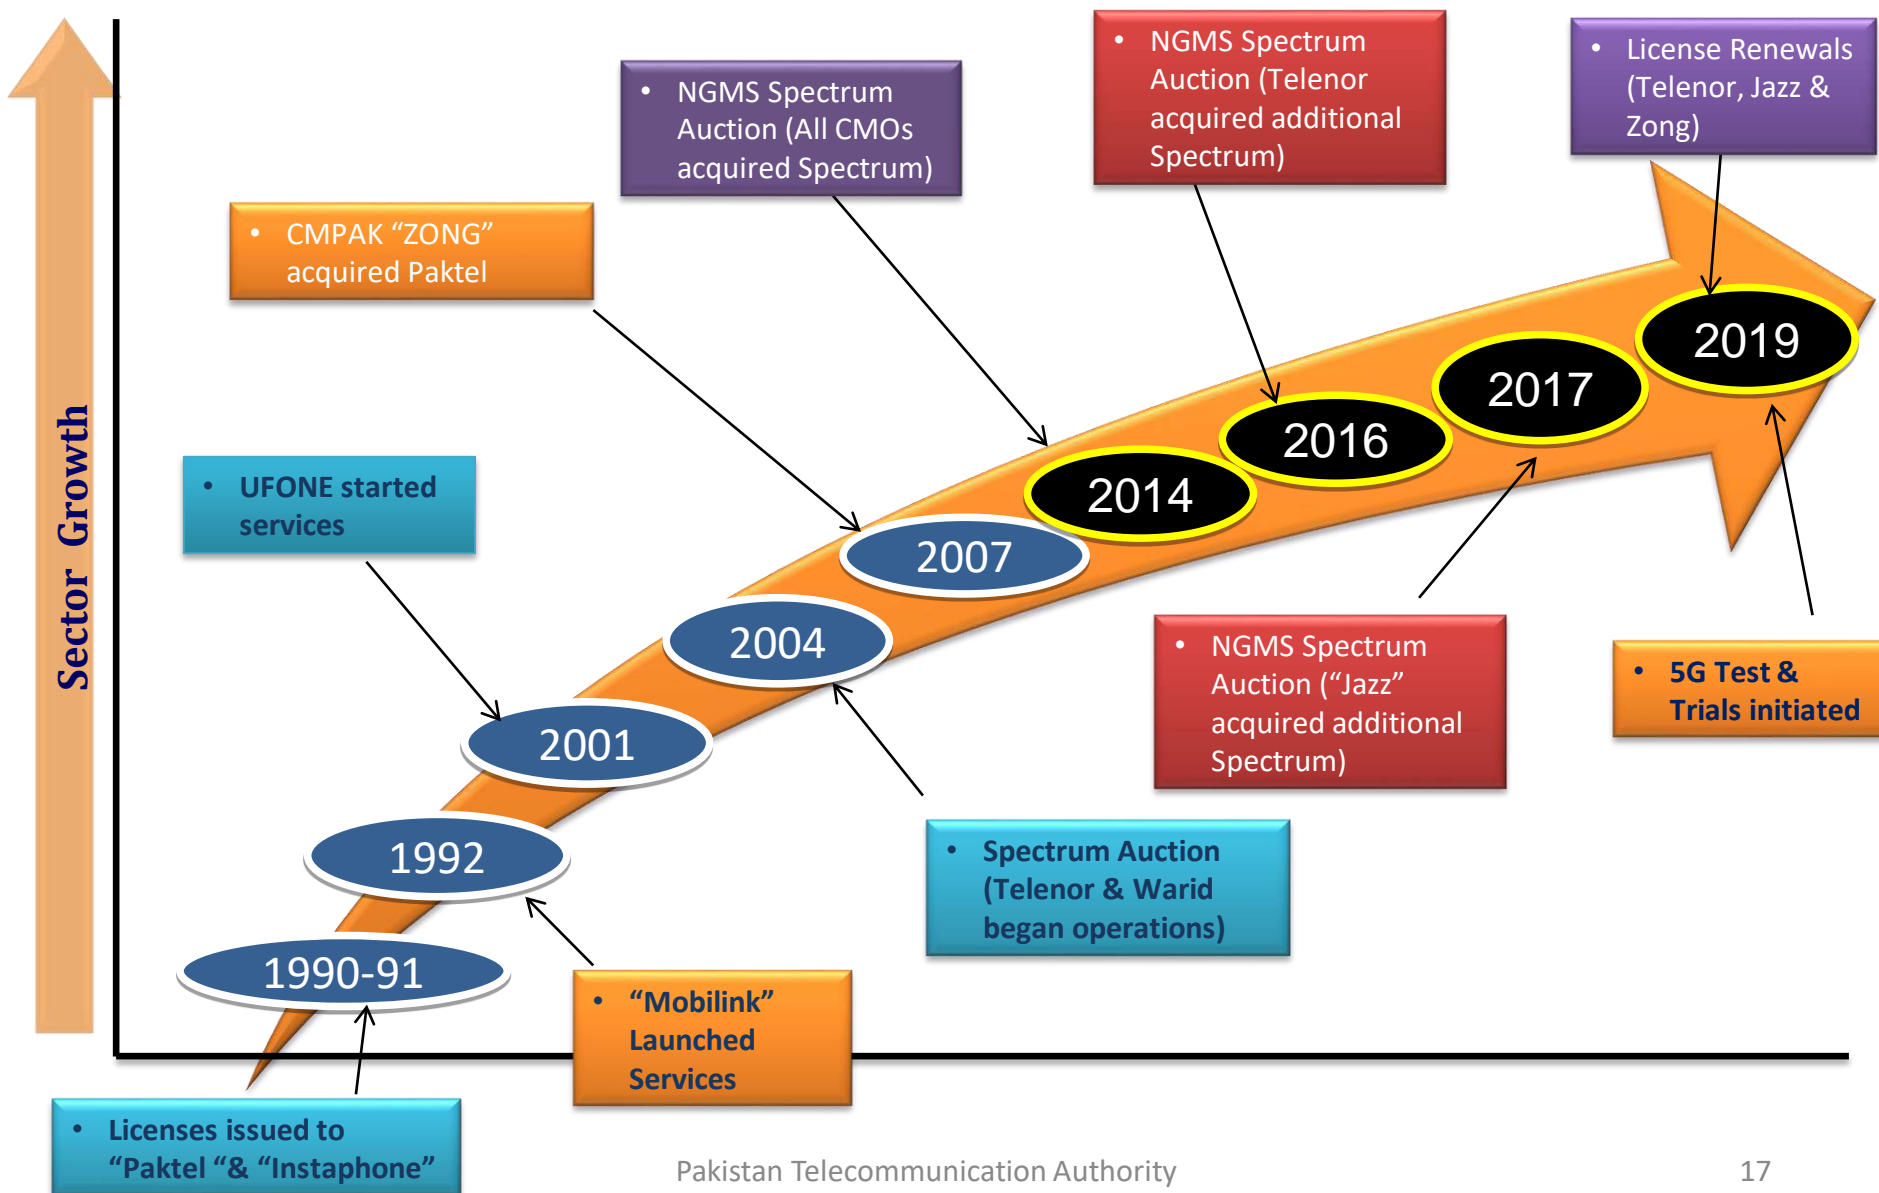 • NGMS Spectrum
Auction (Telenor
acquired additional
Spectrum)
• License Renewals
(Telenor, Jazz &
Zong)
• NGMS Spectrum
Auction (All CMOs
acquired Spectrum)
• CMPAK “ZONG”
acquired Paktel
Sector Growth
• UFONE started
services
2019
2017
2016
2014
2007
2004
2001
1992
1990-91
• NGMS Spectrum
Auction (“Jazz”
acquired additional
Spectrum)
• 5G Test &
Trials initiated
• Spectrum Auction
(Telenor & Warid
began operations)
• “Mobilink”
Launched
Services
• Licenses issued to
“Paktel “& “Instaphone”
Pakistan Telecommunication Authority
17